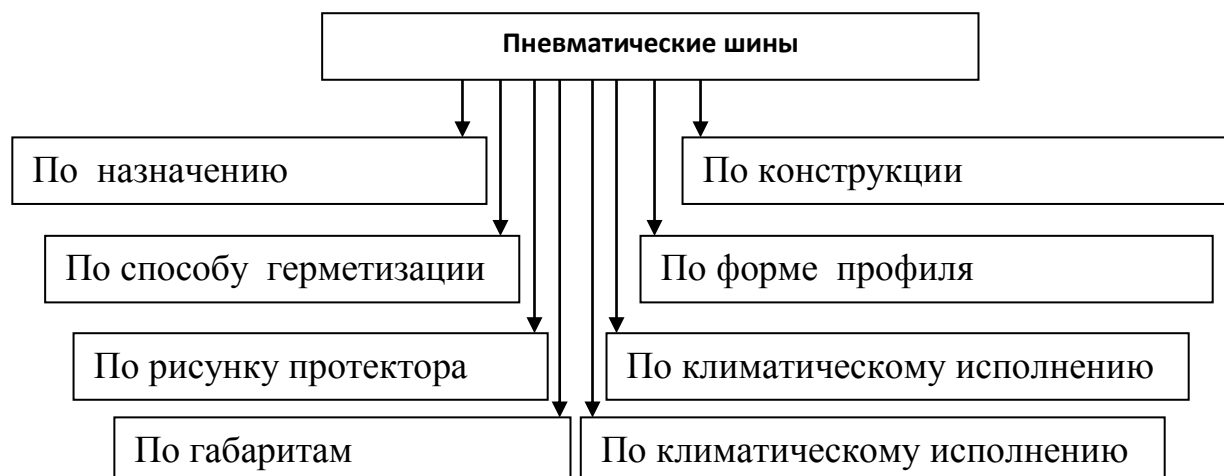 Пневматические шины
По назначению
По конструкции
По способу герметизации
По форме профиля
По рисунку протектора
По климатическому исполнению
По габаритам
По климатическому исполнению